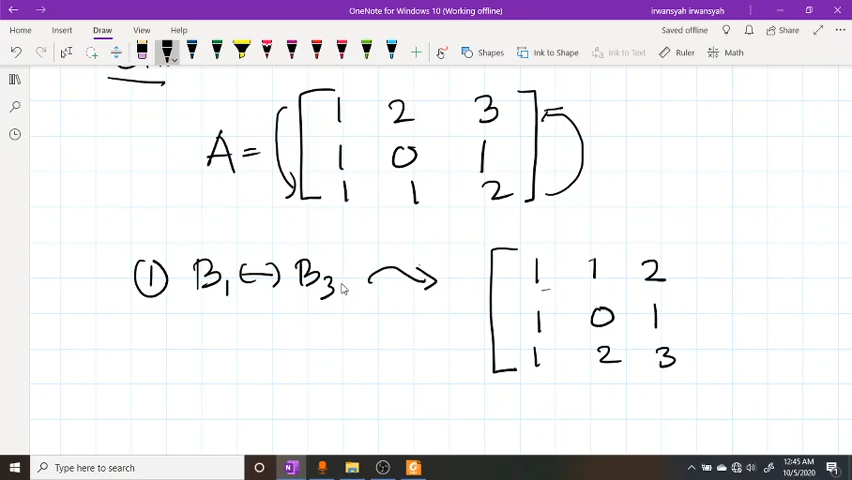 OneNote for Windows 10 (Working offline)
irwansyah irwansyah
Home Insert Draw View Help
Saved offline Share
Shapes Ink to Shape Ink to Text Ruler Math
A = [ 1 2 3 ]
1 0 1
1 1 2
① B1 ↔ B3 ⤳ [ 1 1 2
1 0 1
1 2 3
Type here to search
12:45 AM
10/5/2020